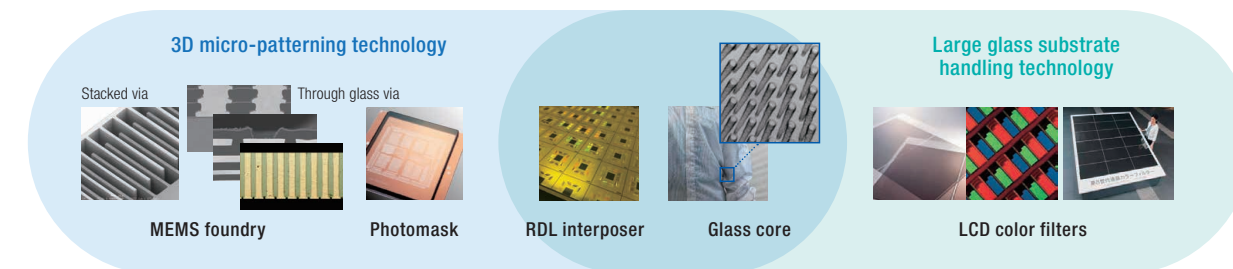 3D micro-patterning technology
Large glass substrate
handling technology
Stacked via
Through glass via
MEMS foundry
Photomask
RDL interposer
Glass core
LCD color filters